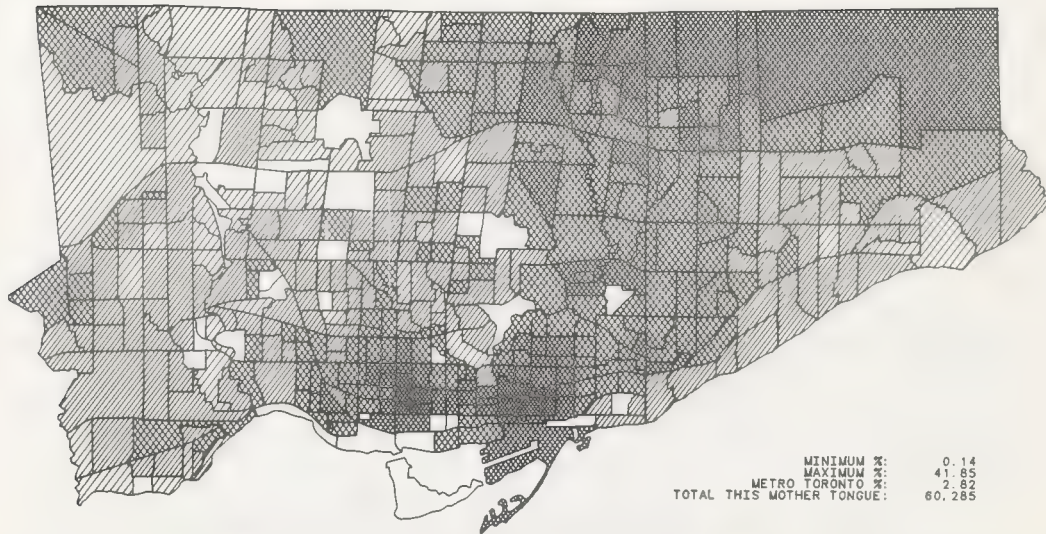 MINIMUM %: 0.14
MAXIMUM %: 41.85
METRO TORONTO %: 2.82
TOTAL THIS MOTHER TONGUE: 60,285